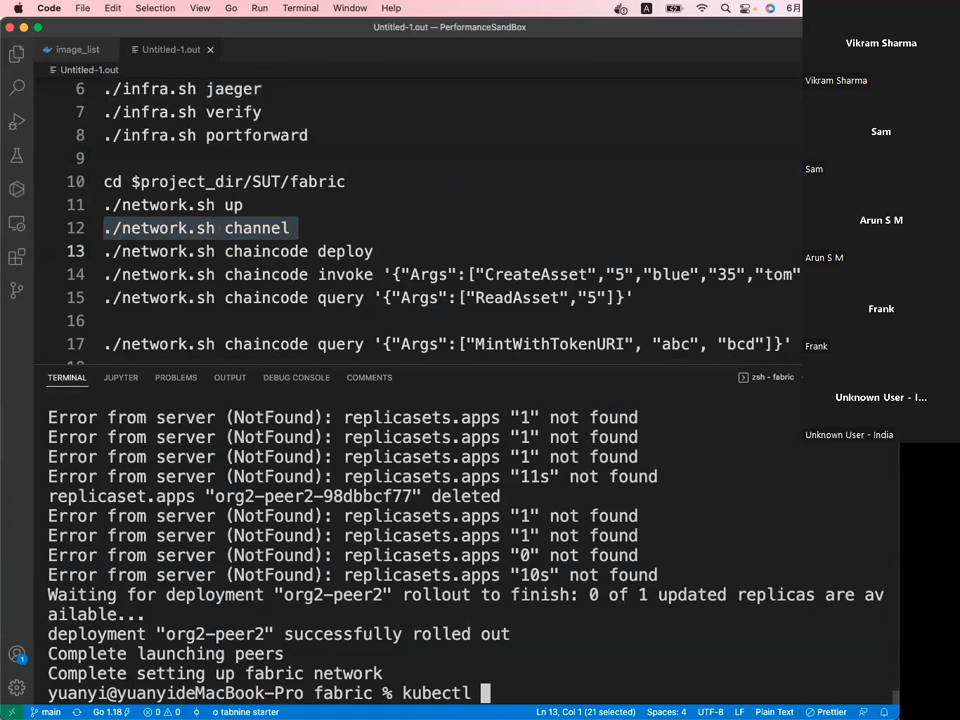 Code File Edit Selection View Go Run Terminal Window Help A 6月
Untitled-1.out — PerformanceSandBox
image_list Untitled-1.out ×
Untitled-1.out
6 ./infra.sh jaeger
7 ./infra.sh verify
8 ./infra.sh portforward
9
10 cd $project_dir/SUT/fabric
11 ./network.sh up
12 ./network.sh channel
13 ./network.sh chaincode deploy
14 ./network.sh chaincode invoke '{"Args":["CreateAsset","5","blue","35","tom"
15 ./network.sh chaincode query '{"Args":["ReadAsset","5"]}'
16
17 ./network.sh chaincode query '{"Args":["MintWithTokenURI", "abc", "bcd"]}'
TERMINAL JUPYTER PROBLEMS OUTPUT DEBUG CONSOLE COMMENTS zsh - fabric
Error from server (NotFound): replicasets.apps "1" not found
Error from server (NotFound): replicasets.apps "1" not found
Error from server (NotFound): replicasets.apps "1" not found
Error from server (NotFound): replicasets.apps "11s" not found
replicaset.apps "org2-peer2-98dbbcf77" deleted
Error from server (NotFound): replicasets.apps "1" not found
Error from server (NotFound): replicasets.apps "1" not found
Error from server (NotFound): replicasets.apps "0" not found
Error from server (NotFound): replicasets.apps "10s" not found
Waiting for deployment "org2-peer2" rollout to finish: 0 of 1 updated replicas are av
ailable...
deployment "org2-peer2" successfully rolled out
Complete launching peers
Complete setting up fabric network
yuanyi@yuanyideMacBook-Pro fabric % kubectl
1
main Go 1.18 0 0 tabnine starter Ln 13, Col 1 (21 selected) Spaces: 4 UTF-8 LF Plain Text Prettier
Vikram Sharma
Vikram Sharma
Sam
Sam
Arun S M
Arun S M
Frank
Frank
Unknown User - I...
Unknown User - India